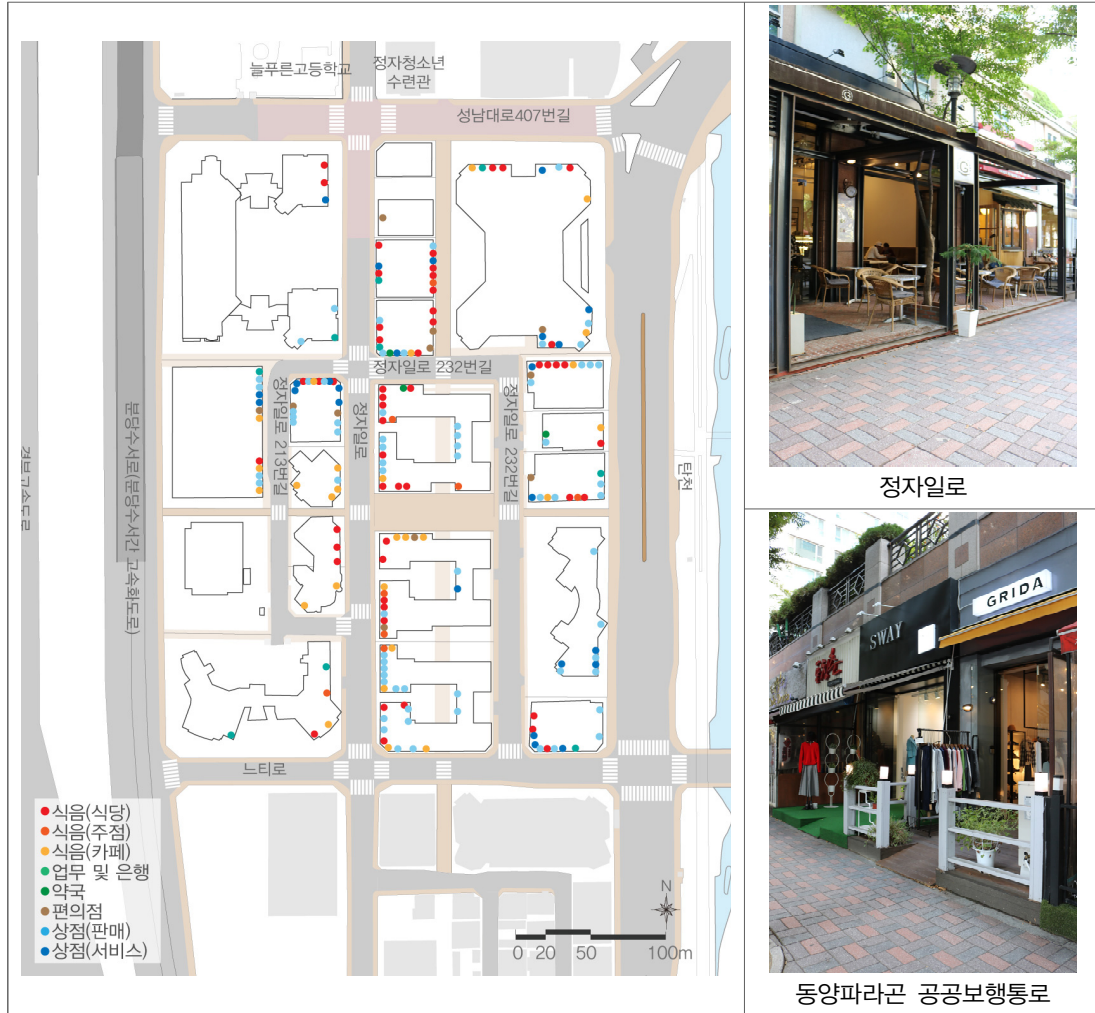 늘푸른고등학교
정자청소년
수련관
성남대로407번길
정자일로 232번길
정자일로 213번길
정자일로
정자일로 232번길
탄천
분당수서로(분당수서간 고속화도로)
경부고속도로
느티로
식음(식당)
식음(주점)
식음(카페)
업무 및 은행
약국
편의점
상점(판매)
상점(서비스)
N
0 20 50 100m
정자일로
SWAY
GRIDA
동양파라곤 공공보행통로